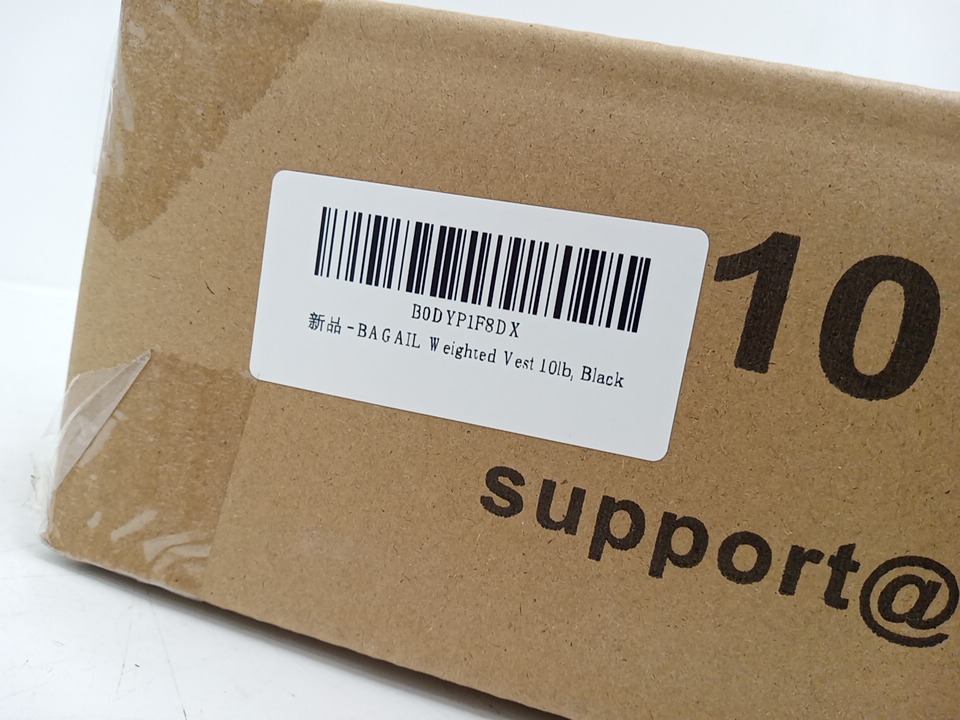 B0DYP1F8DX
新品 -BAGAIL Weighted Vest 10lb, Black
10
support@